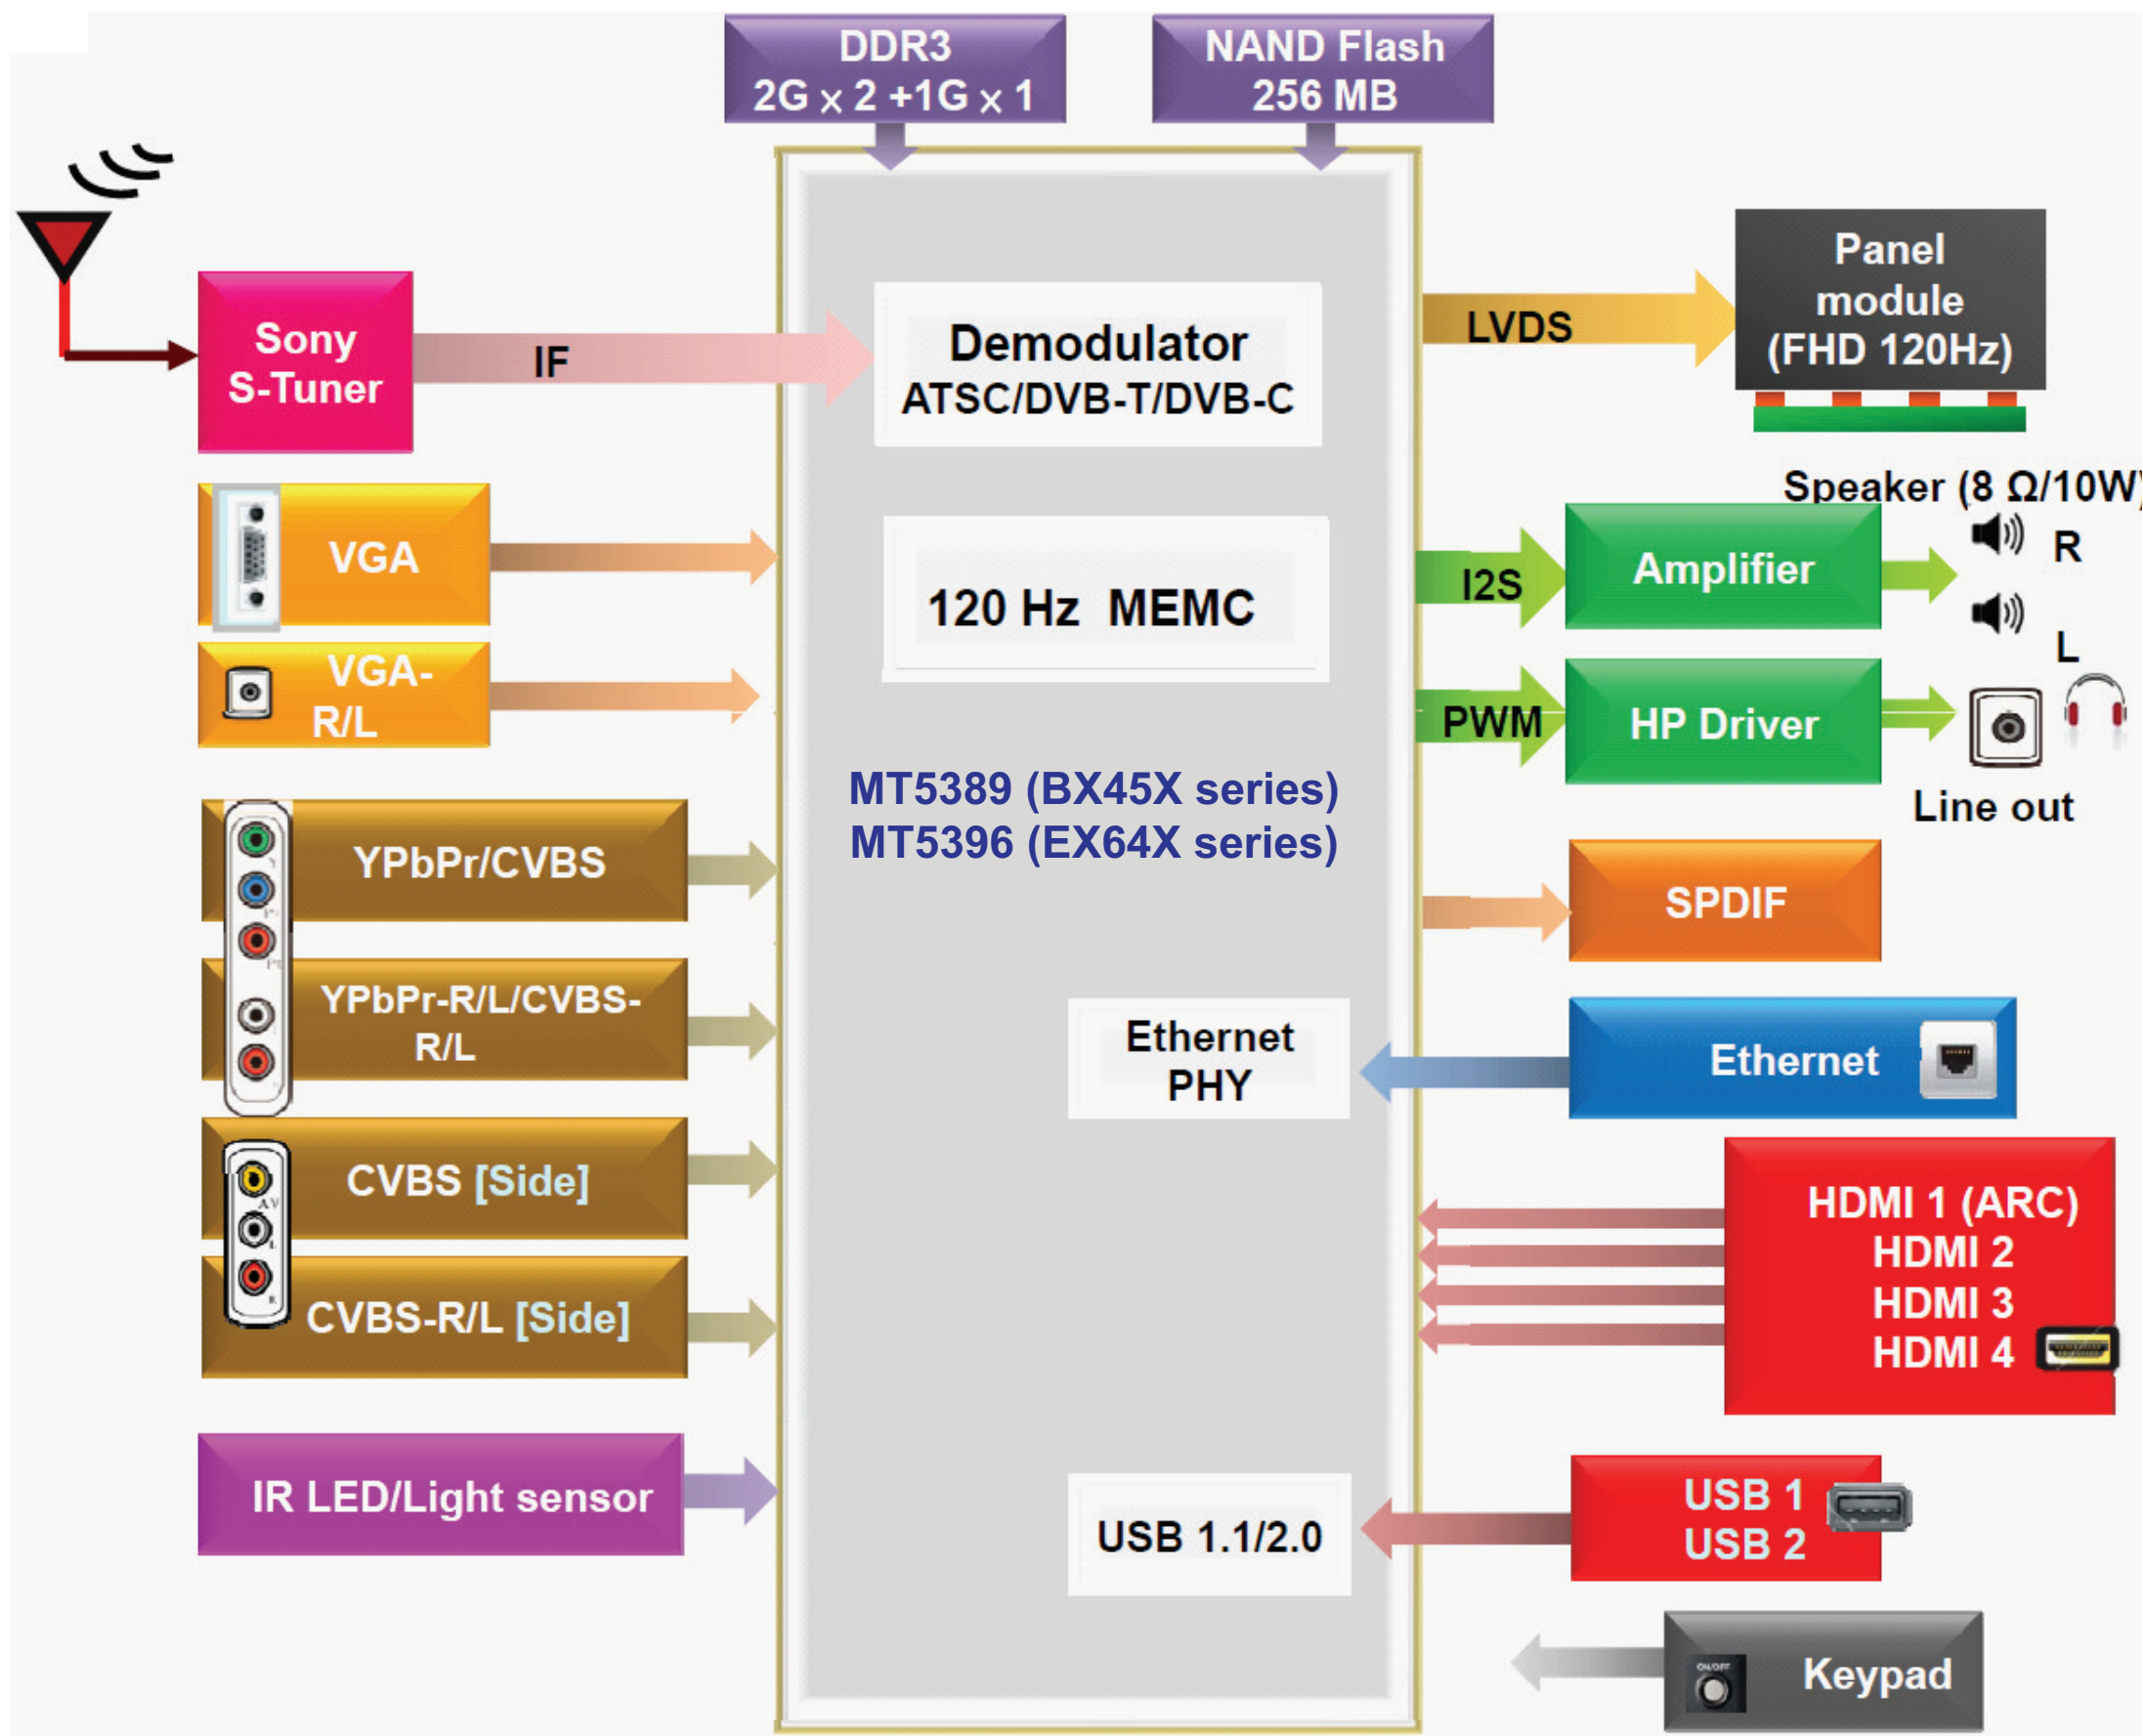 DDR3
2G × 2 +1G × 1
NAND Flash
256 MB
Sony
S-Tuner
IF
Demodulator
ATSC/DVB-T/DVB-C
LVDS
Panel
module
(FHD 120Hz)
Speaker (8 Ω/10W)
VGA
120 Hz MEMC
I2S
Amplifier
R
L
VGA-
R/L
PWM
HP Driver
Line out
MT5389 (BX45X series)
MT5396 (EX64X series)
YPbPr/CVBS
SPDIF
YPbPr-R/L/CVBS-
R/L
Ethernet
PHY
Ethernet
CVBS [Side]
AV
L
R
CVBS-R/L [Side]
HDMI 1 (ARC)
HDMI 2
HDMI 3
HDMI 4
IR LED/Light sensor
USB 1.1/2.0
USB 1
USB 2
ON/OFF
Keypad